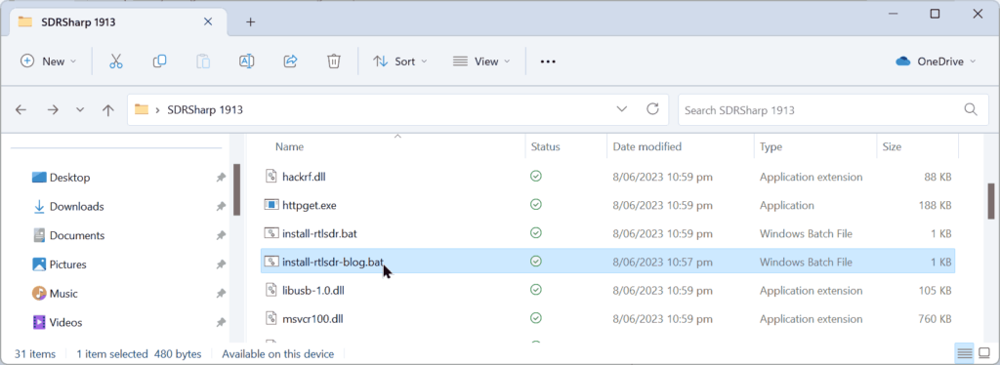 SDRSharp 1913
New Sort View OneDrive
SDRSharp 1913 Search SDRSharp 1913
Name Status Date modified Type Size
Desktop hackrf.dll 8/06/2023 10:59 pm Application extension 88 KB
Downloads httpget.exe 8/06/2023 10:59 pm Application 188 KB
Documents install-rtlsdr.bat 8/06/2023 10:59 pm Windows Batch File 1 KB
Pictures install-rtlsdr-blog.bat 8/06/2023 10:57 pm Windows Batch File 1 KB
Music libusb-1.0.dll 8/06/2023 10:59 pm Application extension 105 KB
Videos msvcr100.dll 8/06/2023 10:59 pm Application extension 760 KB
31 items 1 item selected 480 bytes Available on this device